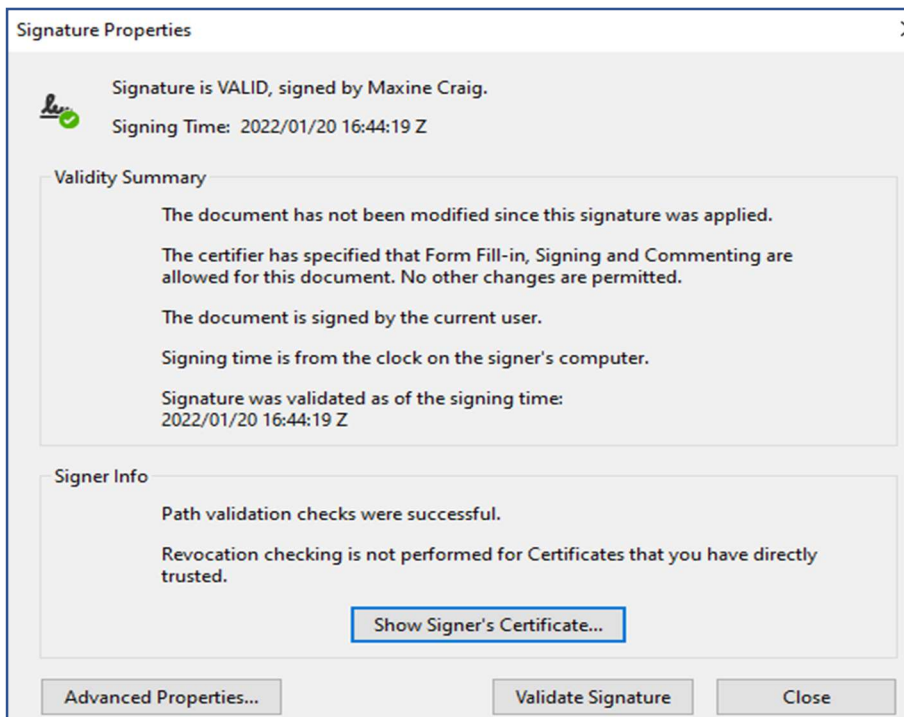 Signature Properties
Signature is VALID, signed by Maxine Craig.
Signing Time: 2022/01/20 16:44:19 Z
Validity Summary
The document has not been modified since this signature was applied.
The certifier has specified that Form Fill-in, Signing and Commenting are
allowed for this document. No other changes are permitted.
The document is signed by the current user.
Signing time is from the clock on the signer's computer.
Signature was validated as of the signing time:
2022/01/20 16:44:19 Z
Signer Info
Path validation checks were successful.
Revocation checking is not performed for Certificates that you have directly
trusted.
Show Signer's Certificate...
Advanced Properties...
Validate Signature
Close